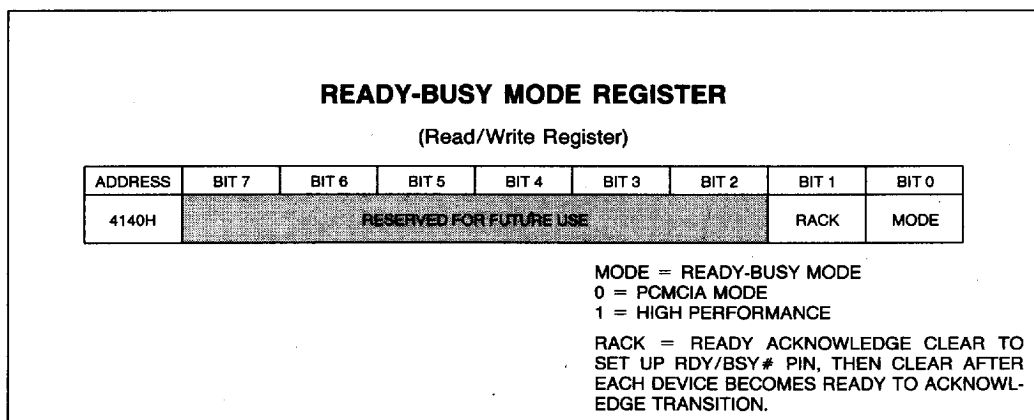 READY-BUSY MODE REGISTER
(Read/Write Register)
ADDRESS BIT 7 BIT 6 BIT 5 BIT 4 BIT 3 BIT 2 BIT 1 BIT 0
4140H RESERVED FOR FUTURE USE RACK MODE
MODE = READY-BUSY MODE
0 = PCMCIA MODE
1 = HIGH PERFORMANCE
RACK = READY ACKNOWLEDGE CLEAR TO
SET UP RDY/BSY# PIN, THEN CLEAR AFTER
EACH DEVICE BECOMES READY TO ACKNOWL-
EDGE TRANSITION.